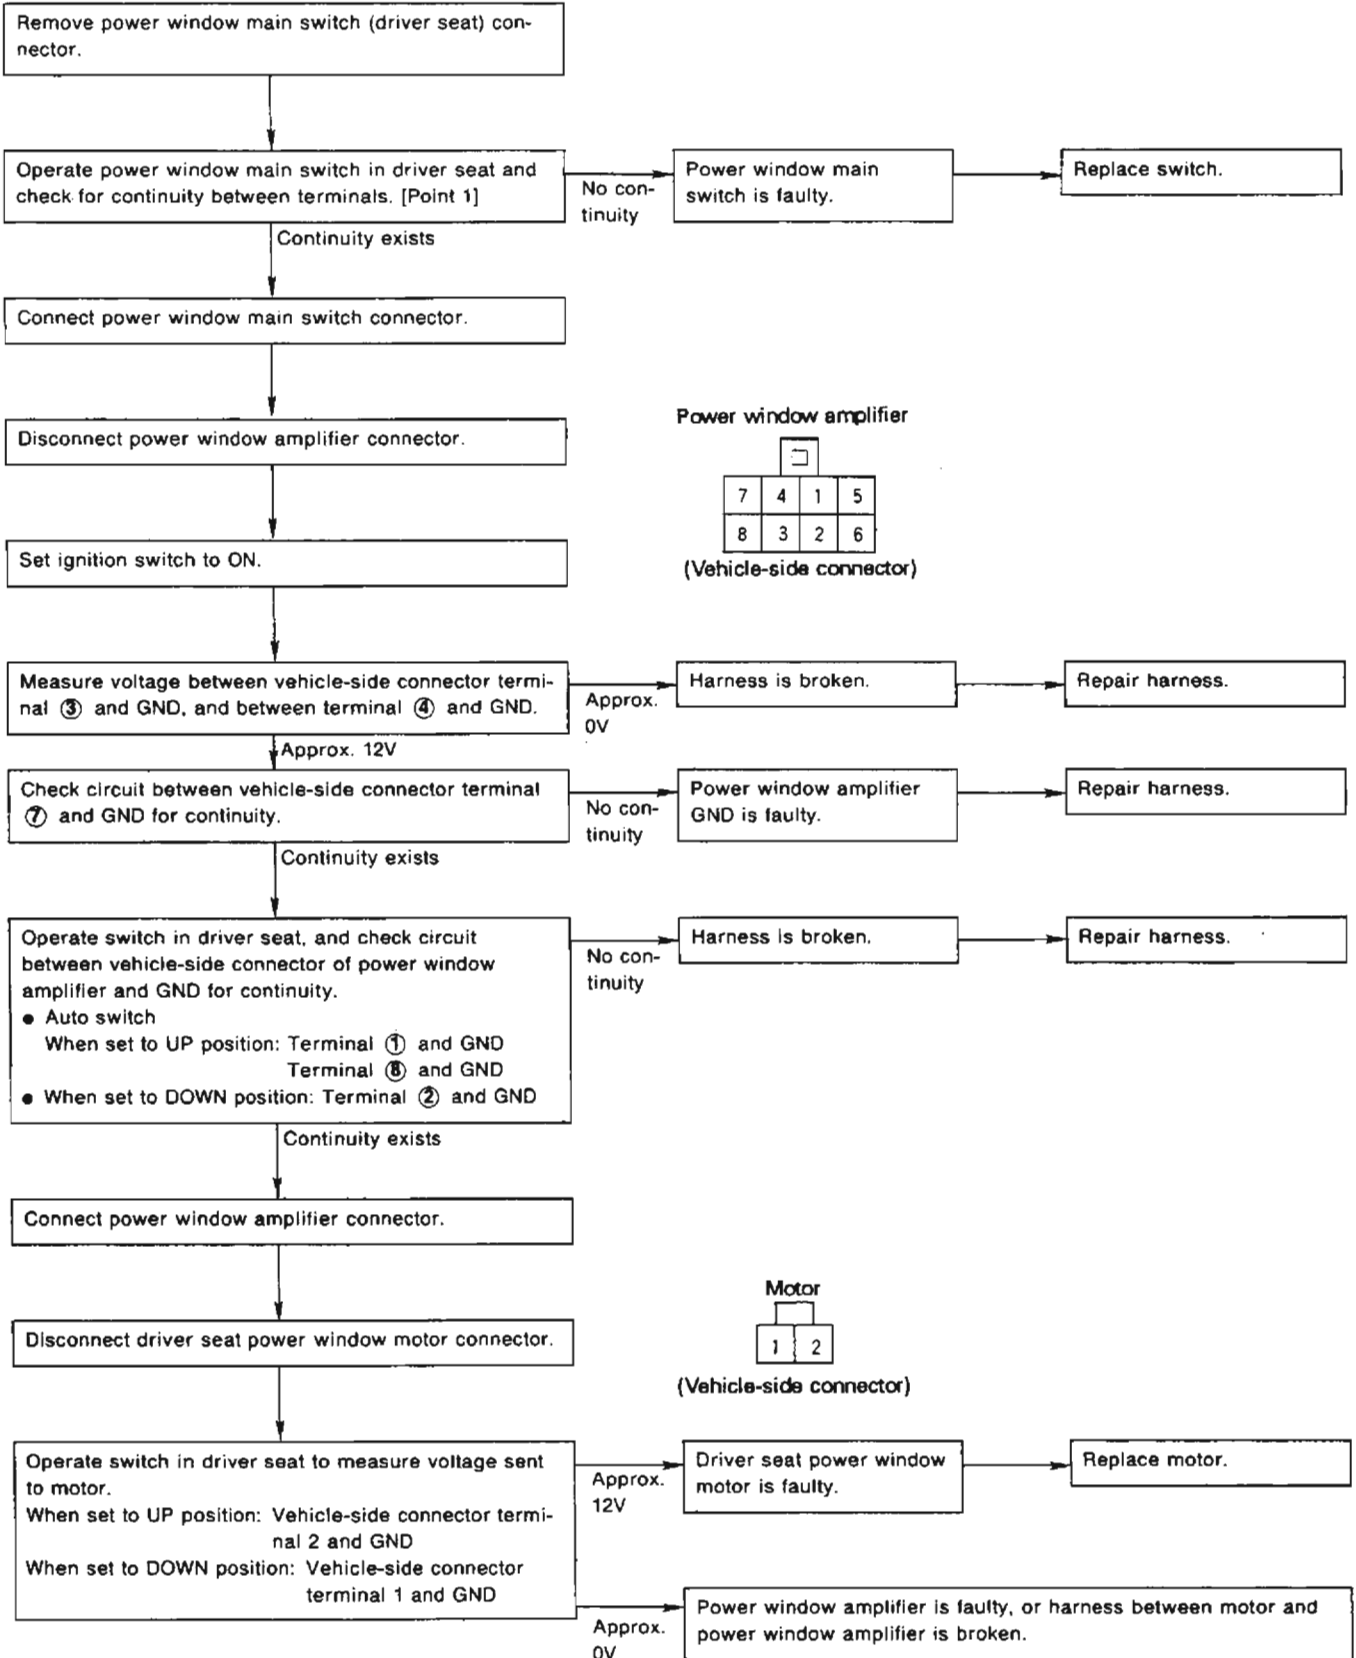 Remove power window main switch (driver seat) con-
nector.
Operate power window main switch in driver seat and
check for continuity between terminals. [Point 1]
No con-
tinuity
Power window main
switch is faulty.
Replace switch.
Continuity exists
Connect power window main switch connector.
Disconnect power window amplifier connector.
Power window amplifier
7 4 1 5
8 3 2 6
(Vehicle-side connector)
Set ignition switch to ON.
Measure voltage between vehicle-side connector termi-
nal ③ and GND, and between terminal ④ and GND.
Approx.
0V
Harness is broken.
Repair harness.
Approx. 12V
Check circuit between vehicle-side connector terminal
⑦ and GND for continuity.
No con-
tinuity
Power window amplifier
GND is faulty.
Repair harness.
Continuity exists
Operate switch in driver seat, and check circuit
between vehicle-side connector of power window
amplifier and GND for continuity.
● Auto switch
When set to UP position: Terminal ① and GND
Terminal ⑧ and GND
● When set to DOWN position: Terminal ② and GND
No con-
tinuity
Harness is broken.
Repair harness.
Continuity exists
Connect power window amplifier connector.
Disconnect driver seat power window motor connector.
Motor
1 2
(Vehicle-side connector)
Operate switch in driver seat to measure voltage sent
to motor.
When set to UP position: Vehicle-side connector termi-
nal 2 and GND
When set to DOWN position: Vehicle-side connector
terminal 1 and GND
Approx.
12V
Driver seat power window
motor is faulty.
Replace motor.
Approx.
0V
Power window amplifier is faulty, or harness between motor and
power window amplifier is broken.